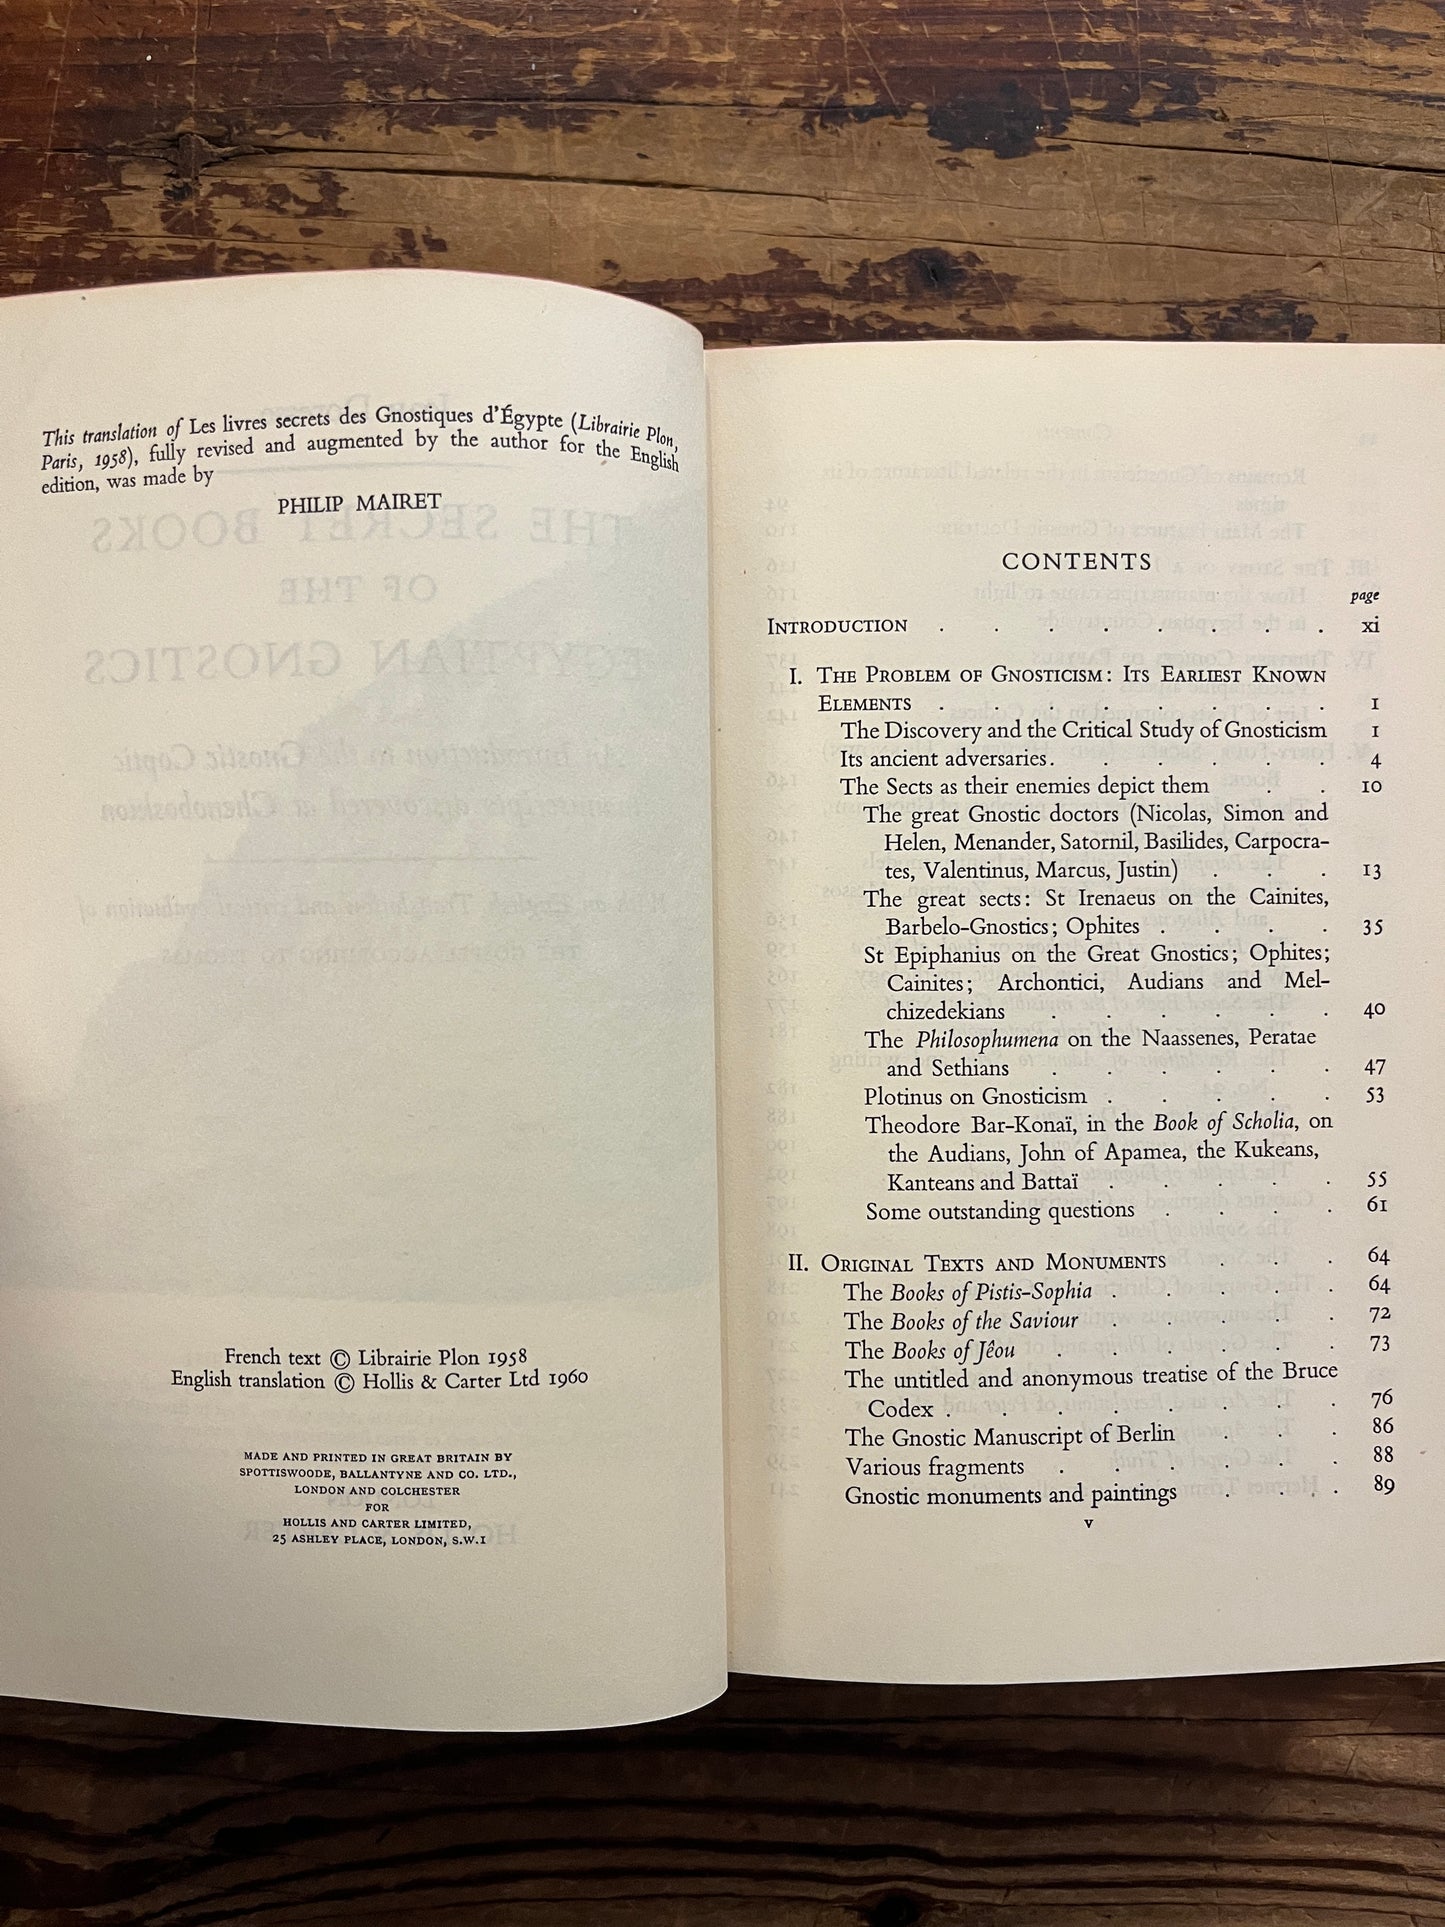 This translation of Les livres secrets des Gnostiques d'Égypte (Librairie Plon,
Paris, 1958), fully revised and augmented by the author for the English
edition, was made by
PHILIP MAIRET
French text © Librairie Plon 1958
English translation © Hollis & Carter Ltd 1960
MADE AND PRINTED IN GREAT BRITAIN BY
SPOTTISWOODE, BALLANTYNE AND CO. LTD.,
LONDON AND COLCHESTER
FOR
HOLLIS AND CARTER LIMITED,
25 ASHLEY PLACE, LONDON, S.W.1
CONTENTS
page
INTRODUCTION . . . . . . . . xi
I. THE PROBLEM OF GNOSTICISM: ITS EARLIEST KNOWN
ELEMENTS . . . . . . . . 1
The Discovery and the Critical Study of Gnosticism 1
Its ancient adversaries . . . . . . 4
The Sects as their enemies depict them . . 10
The great Gnostic doctors (Nicolas, Simon and
Helen, Menander, Satornil, Basilides, Carpocra-
tes, Valentinus, Marcus, Justin) . . . 13
The great sects: St Irenaeus on the Cainites,
Barbelo-Gnostics; Ophites . . . . 35
St Epiphanius on the Great Gnostics; Ophites;
Cainites; Archontici, Audians and Mel-
chizedekians . . . . . . 40
The Philosophumena on the Naassenes, Peratae
and Sethians . . . . . . 47
Plotinus on Gnosticism . . . . . 53
Theodore Bar-Konaï, in the Book of Scholia, on
the Audians, John of Apamea, the Kukeans,
Kanteans and Battaï . . . . . 55
Some outstanding questions . . . . 61
II. ORIGINAL TEXTS AND MONUMENTS . . . 64
The Books of Pistis-Sophia . . . . . 64
The Books of the Saviour . . . . . 72
The Books of Jêou . . . . . . 73
The untitled and anonymous treatise of the Bruce
Codex . . . . . . . . 76
The Gnostic Manuscript of Berlin . . . 86
Various fragments . . . . . . 88
Gnostic monuments and paintings . . . 89
v